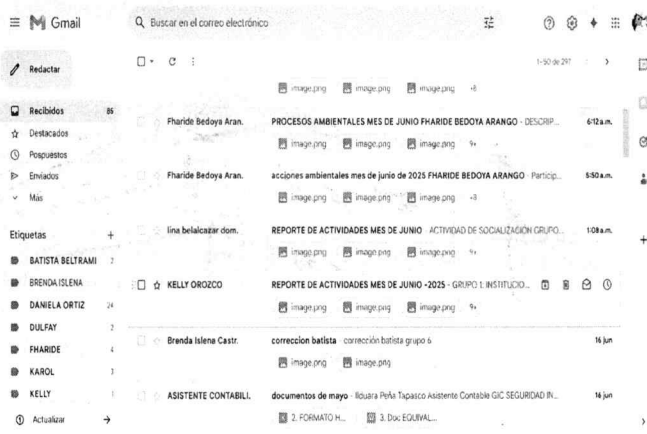 Gmail
Buscar en el correo electrónico
Redactar
1-50 de 297
image.png image.png image.png +8
Recibidos 85
Fharide Bedoya Aran. PROCESOS AMBIENTALES MES DE JUNIO FHARIDE BEDOYA ARANGO - DESCRIP... 6:12 a.m.
Destacados
image.png image.png image.png 9+
Pospuestos
Enviados
Fharide Bedoya Aran. acciones ambientales mes de junio de 2025 FHARIDE BEDOYA ARANGO - Particip... 5:50 a.m.
Más
image.png image.png image.png +3
Etiquetas +
lina belalcazar dom. REPORTE DE ACTIVIDADES MES DE JUNIO - ACTIVIDAD DE SOCIALIZACIÓN GRUPO... 1:08 a.m.
image.png image.png image.png 9+
BATISTA BELTRAMI 2
BRENDA ISLENA
KELLY OROZCO REPORTE DE ACTIVIDADES MES DE JUNIO -2025 - GRUPO 1: INSTITUCIO...
DANIELA ORTIZ 24
image.png image.png image.png 9+
DULFAY 2
Brenda Islena Castr. correccion batista - corrección batista grupo 6 16 jun
FHARIDE 4
image.png image.png
KAROL 3
KELLY 1
ASISTENTE CONTABILI. documentos de mayo - Ilduara Peña Tapasco Asistente Contable GIC SEGURIDAD IN... 16 jun
Actualizar
2. FORMATO H... 3. Doc EQUIVAL...